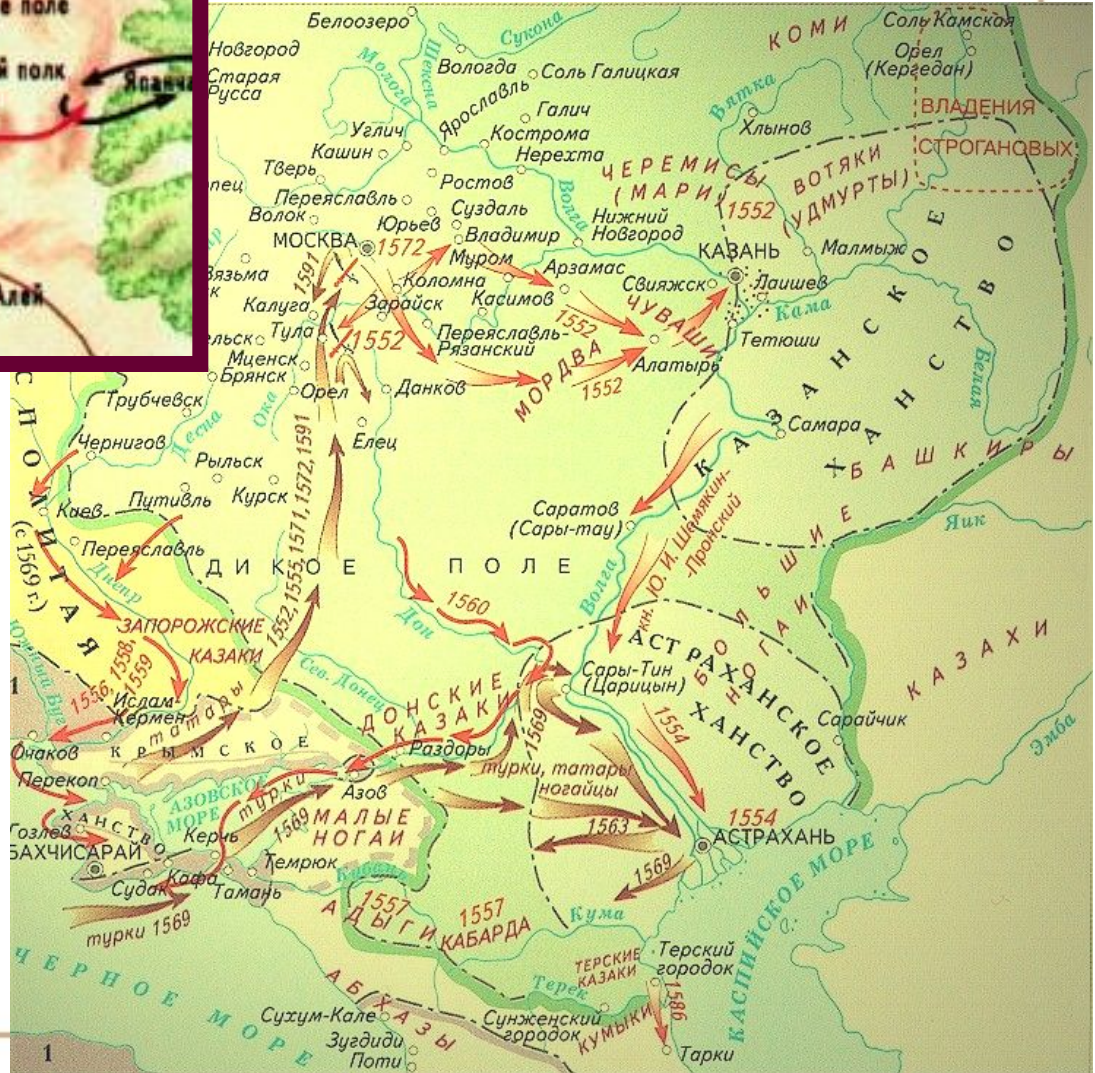 е поле
й полк
Япанча
Алей
Белоозеро
Сухона
КОМИ
Соль Камская
Новгород
Шексна
Вологда
Соль Галицкая
Орел
(Кергедан)
Старая
Русса
Молога
Ярославль
Галич
Вятка
ВЛАДЕНИЯ
СТРОГАНОВЫХ
Углич
Кострома
Хлынов
Кашин
Нерехта
Тверь
Ростов
ЧЕРЕМИСЫ
(МАРИ)
ВОТЯКИ
(УДМУРТЫ)
Переяславль
Волга
1552
Волок
Юрьев
Суздаль
Нижний
Новгород
МОСКВА
1572
Владимир
КАЗАНЬ
Малмыж
Муром
Арзамас
Свияжск
Лаишев
Вязьма
1591
Коломна
Касимов
ЧУВАШИ
Кама
Калуга
Зарайск
1552
Тетюши
Тула
1552
Переяславль-
Рязанский
Алатырь
Белая
Мценск
МОРДВА
Брянск
1552
Орел
Данков
КАЗАНСКОЕ
ХАНСТВО
Трубчевск
Ока
Десна
Елец
Самара
Чернигов
БАШКИРЫ
Рыльск
Путивль
Курск
Саратов
(Сары-тау)
кн. Ю. И. Шемякин-
-Пронский
Яик
Киев
Переяславль
Днепр
СПОЛИТАЯ
(с 1569 г.)
1552, 1555, 1571, 1572, 1591
ДИКОЕ ПОЛЕ
Волга
Дон
1560
БОЛЬШИЕ
НОГАИ
КАЗАХИ
ЗАПОРОЖСКИЕ
КАЗАКИ
АСТРАХАНСКОЕ
ХАНСТВО
Южный Буг
1556, 1558,
1559
Сев. Донец
Сары-Тин
(Царицын)
1
Ислам-
Кермен
татары
ДОНСКИЕ
КАЗАКИ
1569
1554
Сарайчик
Эмба
Очаков
КРЫМСКОЕ
Раздоры
Перекоп
АЗОВСКОЕ
МОРЕ
турки
Азов
турки, татары
ногайцы
ХАНСТВО
1569
МАЛЫЕ
НОГАИ
1563
1554
Гозлев
Керчь
АСТРАХАНЬ
БАХЧИСАРАЙ
Темрюк
1569
Судак
Кафа
Тамань
Кубань
турки 1569
1557
АДЫГИ
1557
КАБАРДА
Кума
КАСПИЙСКОЕ МОРЕ
ТЕРСКИЕ
КАЗАКИ
Терский
городок
ЧЕРНОЕ МОРЕ
АБХАЗЫ
Терек
1586
Сухум-Кале
Сунженский
городок
КУМЫКИ
Зугдиди
Поти
Тарки
1